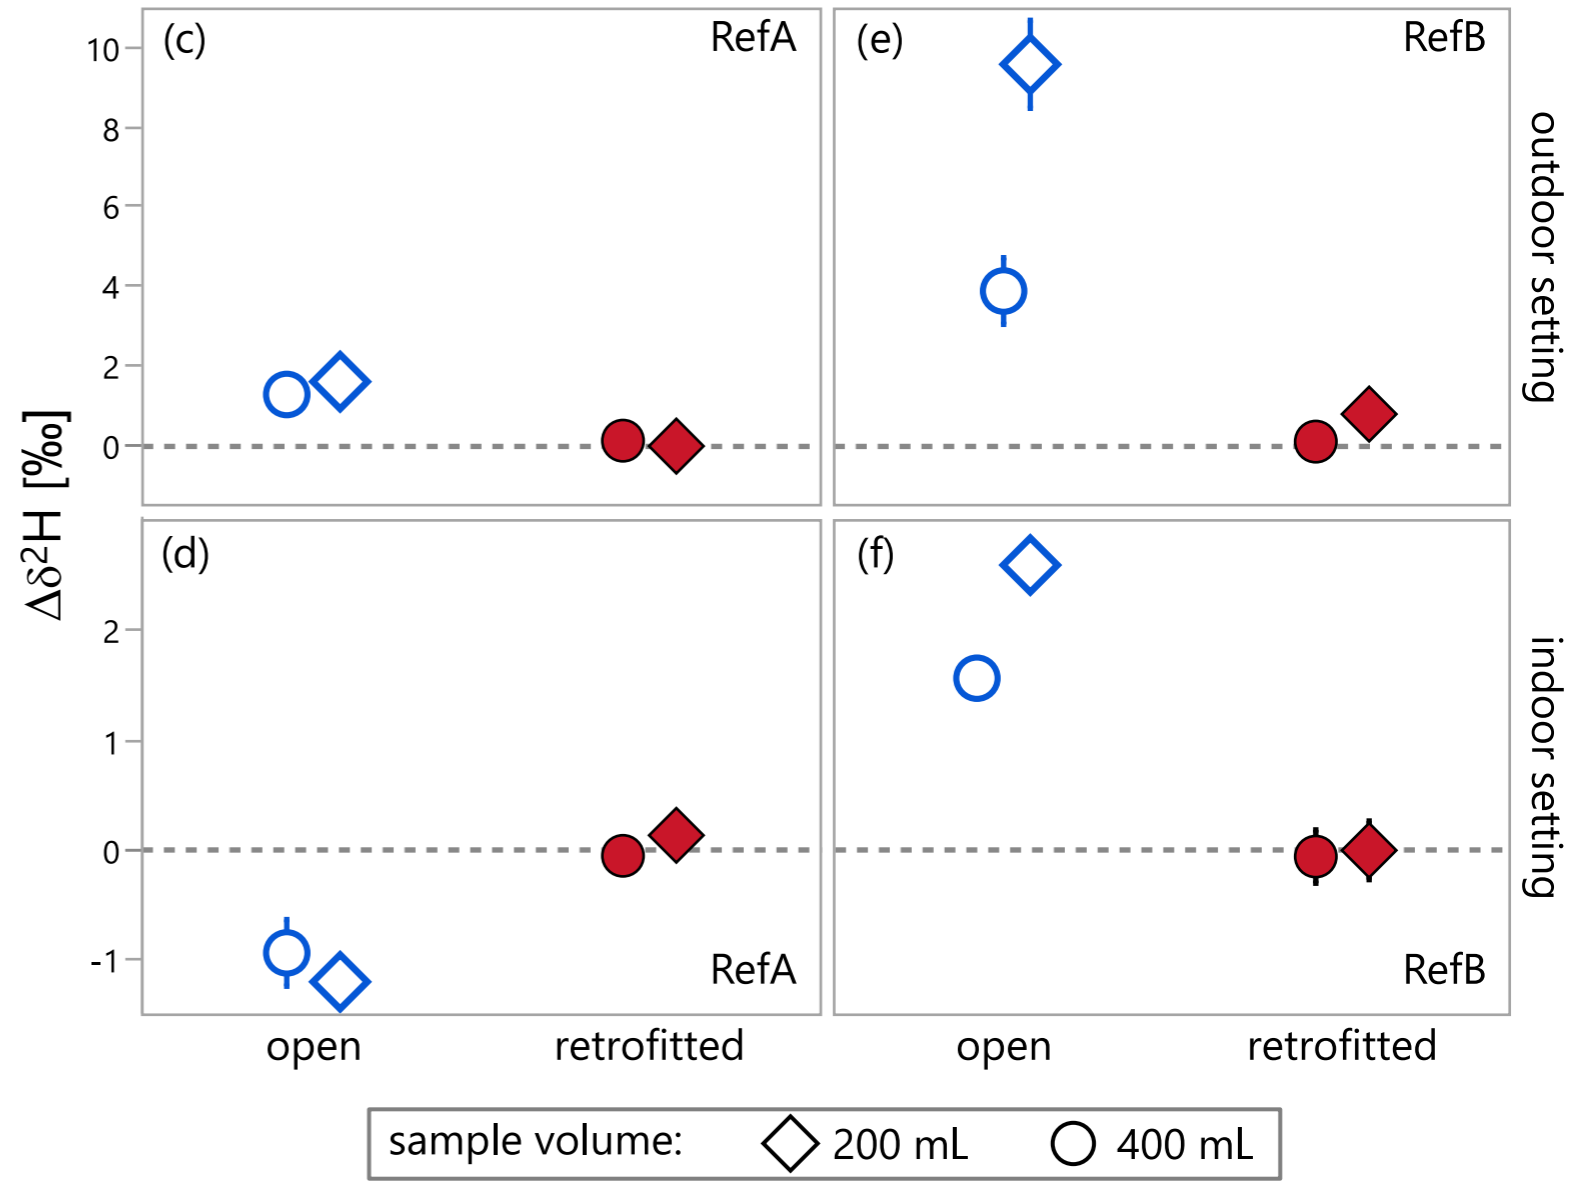 (c) RefA
10
8
6
4
2
0
(e) RefB
outdoor setting
Δδ²H [‰]
(d)
2
1
0
-1
RefA
(f)
RefB
indoor setting
open retrofitted open retrofitted
sample volume: 200 mL 400 mL